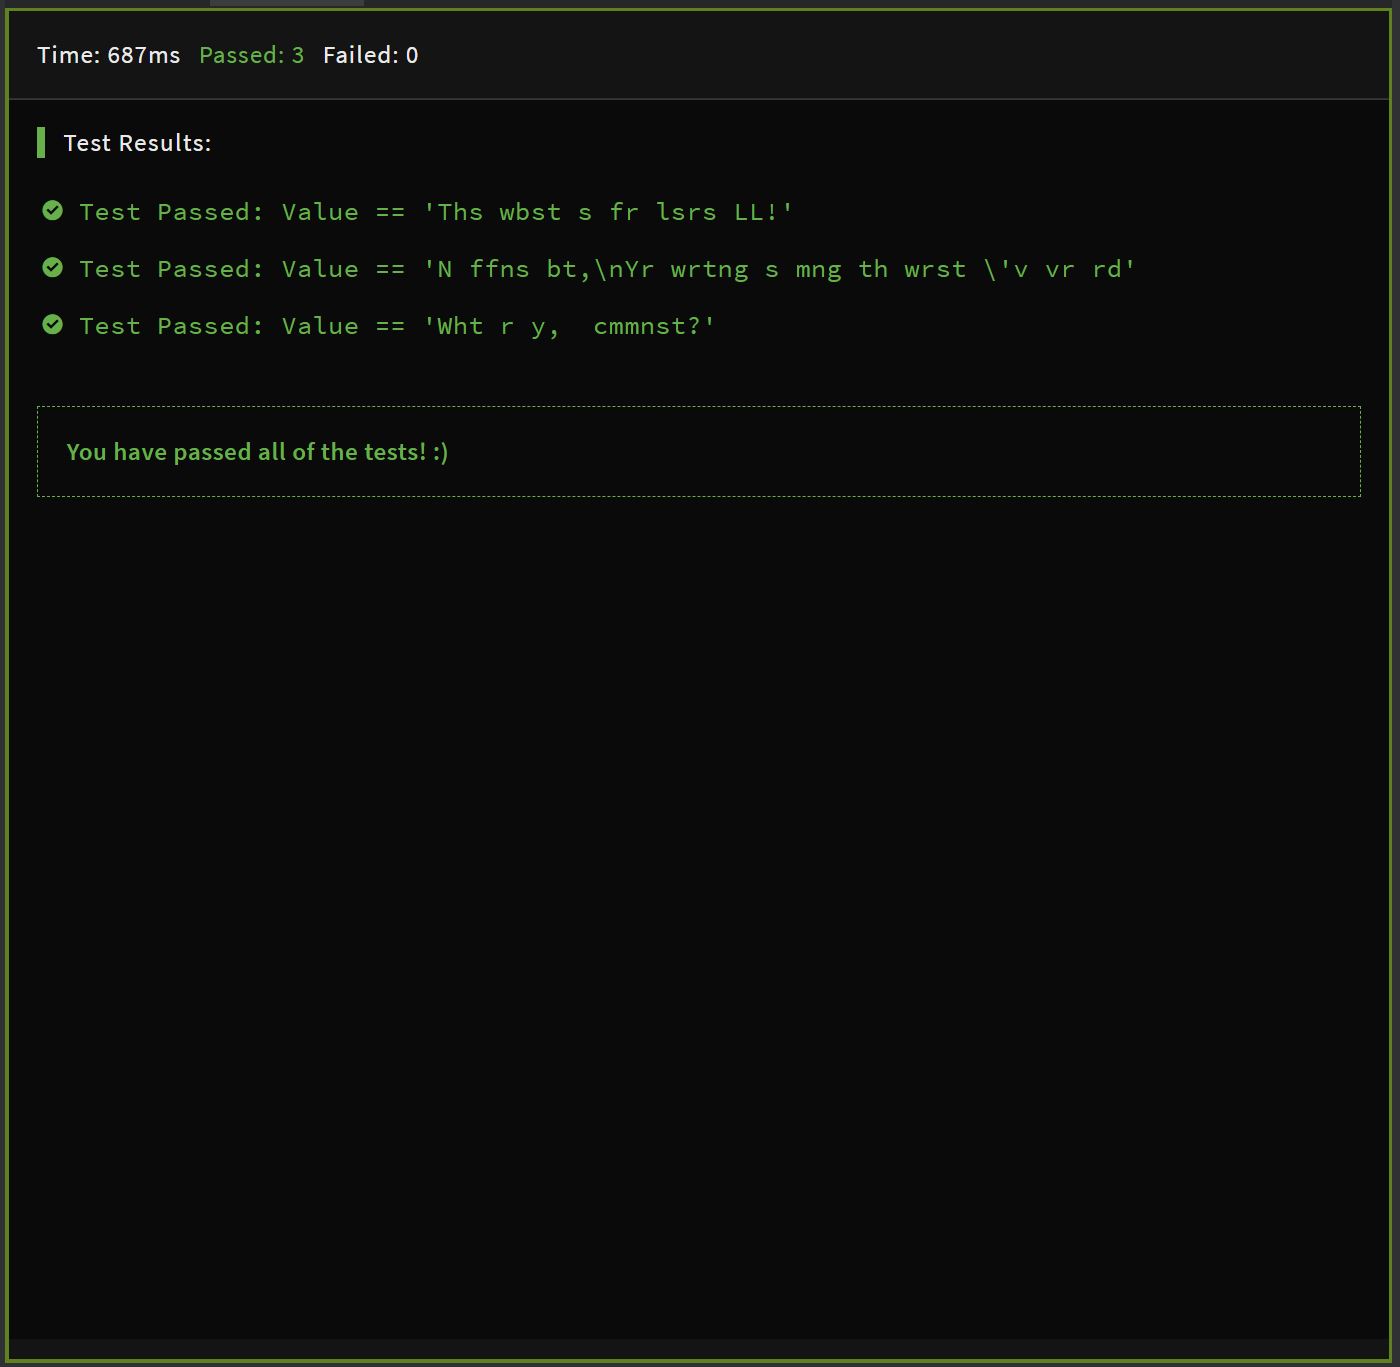 Time: 687ms Passed: 3 Failed: 0
Test Results:
Test Passed: Value == 'Ths wbst s fr lsrs LL!'
Test Passed: Value == 'N ffns bt,\nYr wrtng s mng th wrst \'v vr rd'
Test Passed: Value == 'Wht r y,  cmmnst?'
You have passed all of the tests! :)